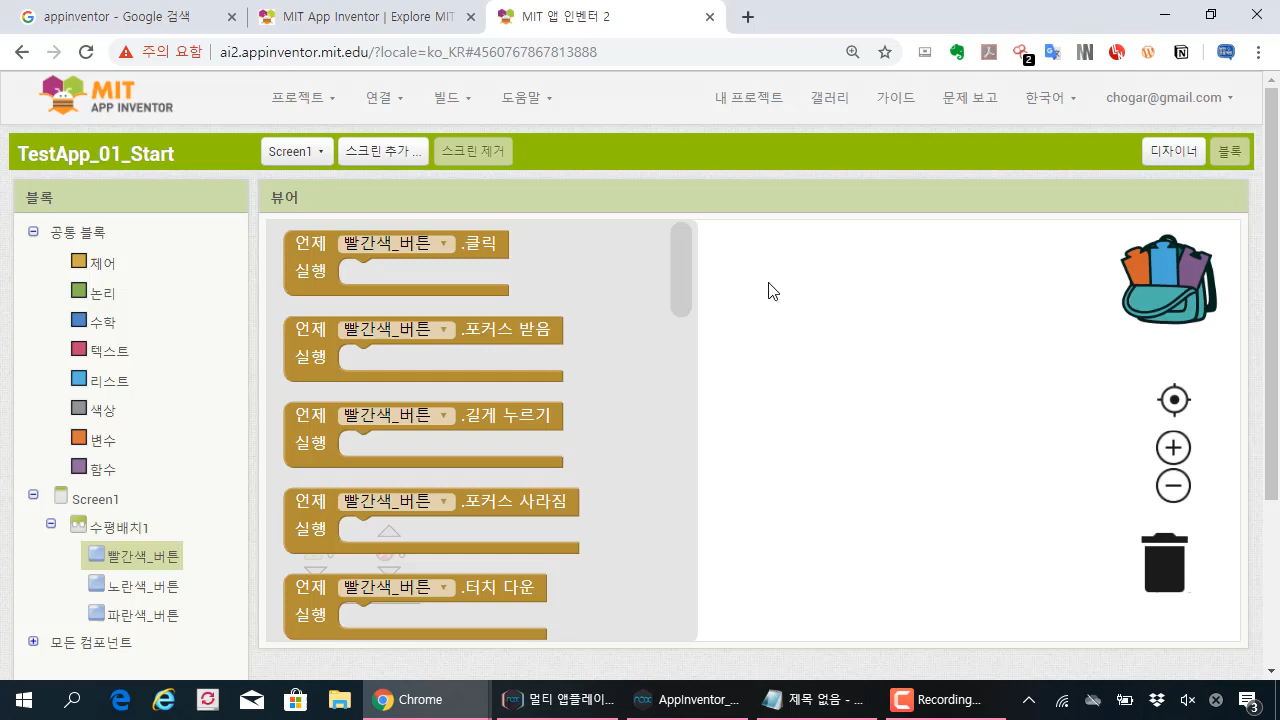 appinventor - Google 검색
MIT App Inventor | Explore MIT
MIT 앱 인벤터 2
주의 요함
ai2.appinventor.mit.edu/?locale=ko_KR#4560767867813888
2
MIT
APP INVENTOR
프로젝트
연결
빌드
도움말
내 프로젝트
갤러리
가이드
문제 보고
한국어
chogar@gmail.com
TestApp_01_Start
Screen1
스크린 추가 ...
스크린 제거
디자이너
블록
블록
뷰어
공통 블록
제어
논리
수학
텍스트
리스트
색상
변수
함수
Screen1
수평배치1
빨간색_버튼
노란색_버튼
파란색_버튼
모든 컴포넌트
언제 빨간색_버튼 .클릭
실행
언제 빨간색_버튼 .포커스 받음
실행
언제 빨간색_버튼 .길게 누르기
실행
언제 빨간색_버튼 .포커스 사라짐
실행
언제 빨간색_버튼 .터치 다운
실행
Chrome
멀티 앱플레이...
AppInventor_...
제목 없음 - ...
Recording...
3